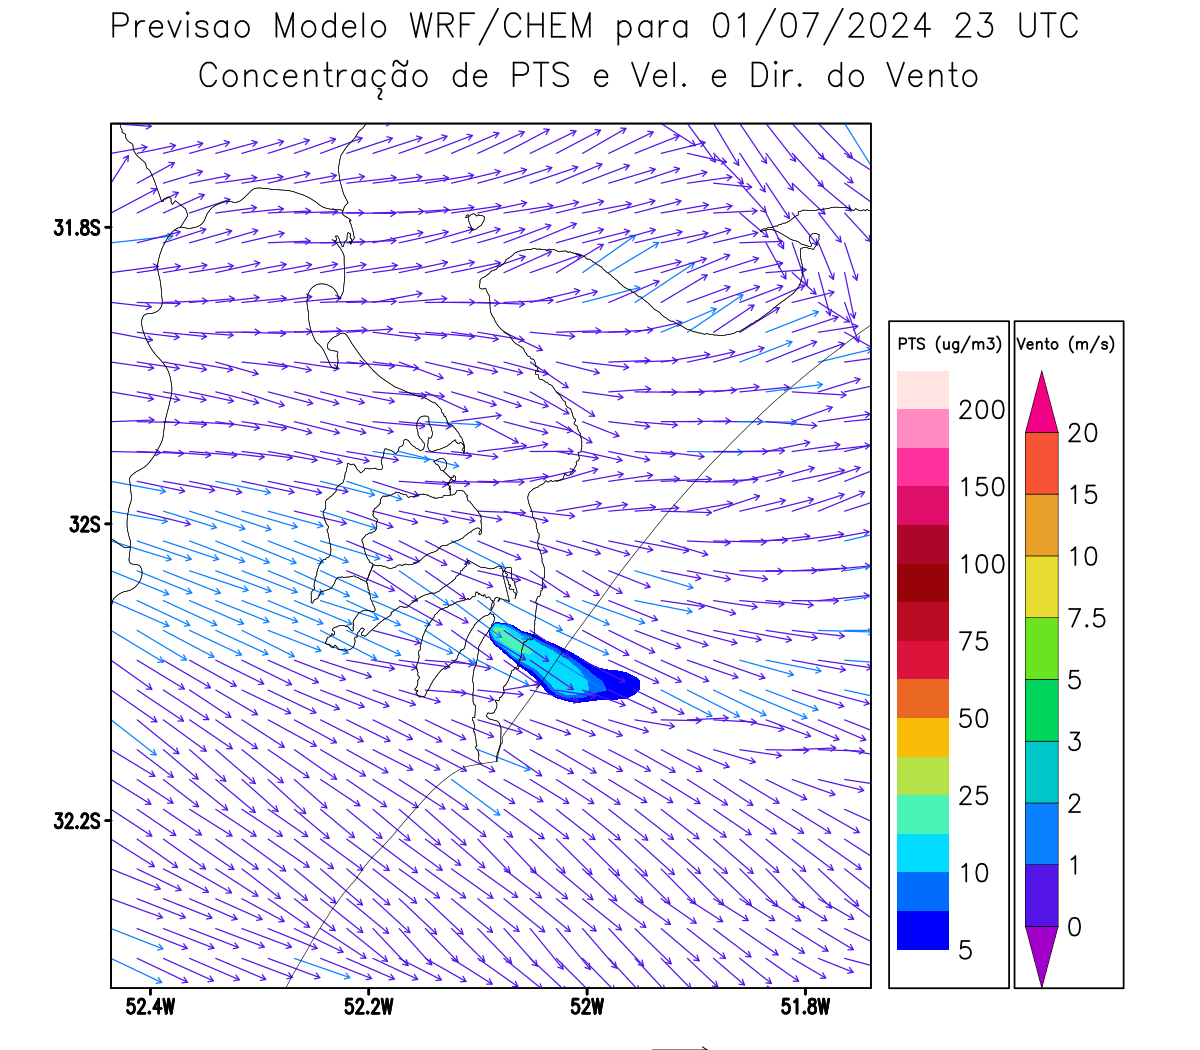 Previsao Modelo WRF/CHEM para 01/07/2024 23 UTC
Concentração de PTS e Vel. e Dir. do Vento
31.8S
32S
32.2S
52.4W 52.2W 52W 51.8W
PTS (ug/m3)
200
150
100
75
50
25
10
5
Vento (m/s)
20
15
10
7.5
5
3
2
1
0